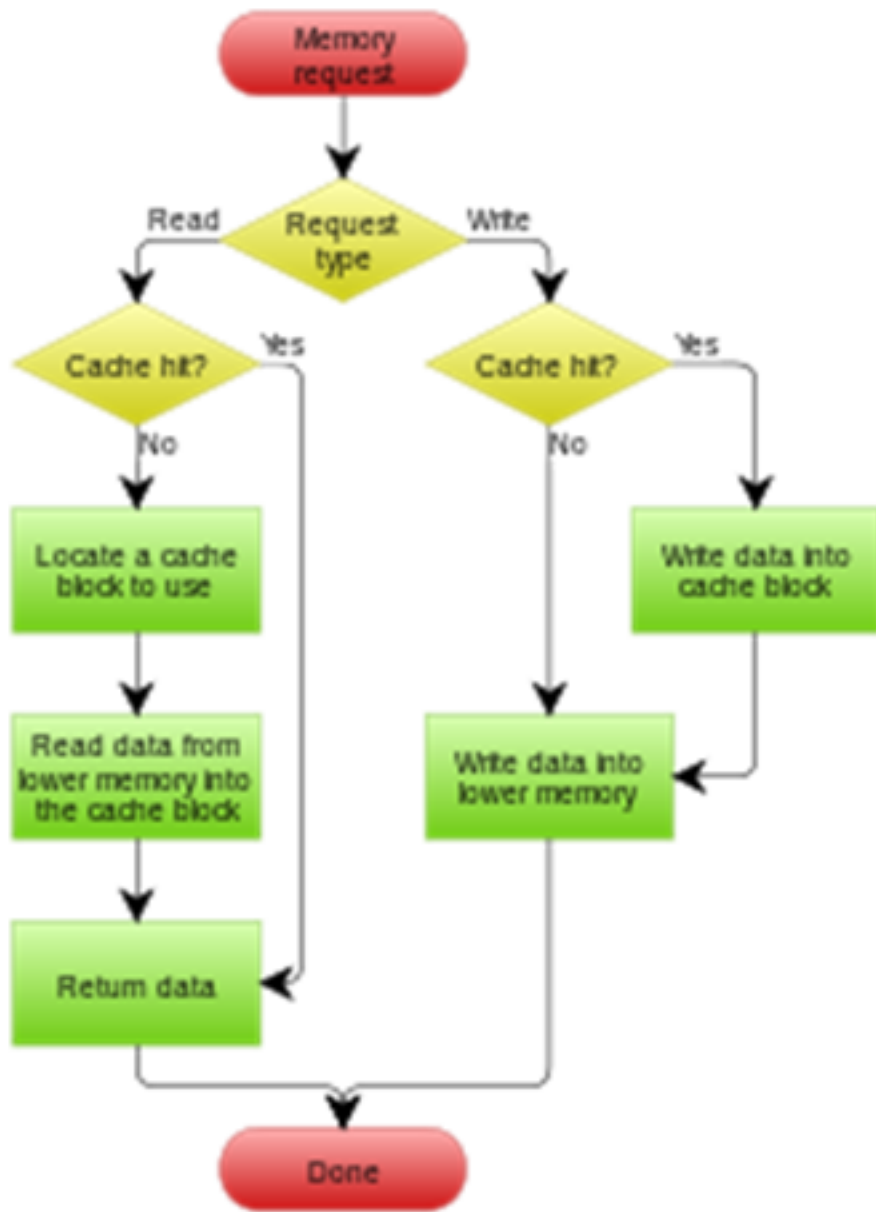 Memory
request
Read
Request
type
Write
Cache hit?
Yes
Cache hit?
Yes
No
No
Locate a cache
block to use
Write data into
cache block
Read data from
lower memory into
the cache block
Write data into
lower memory
Return data
Done